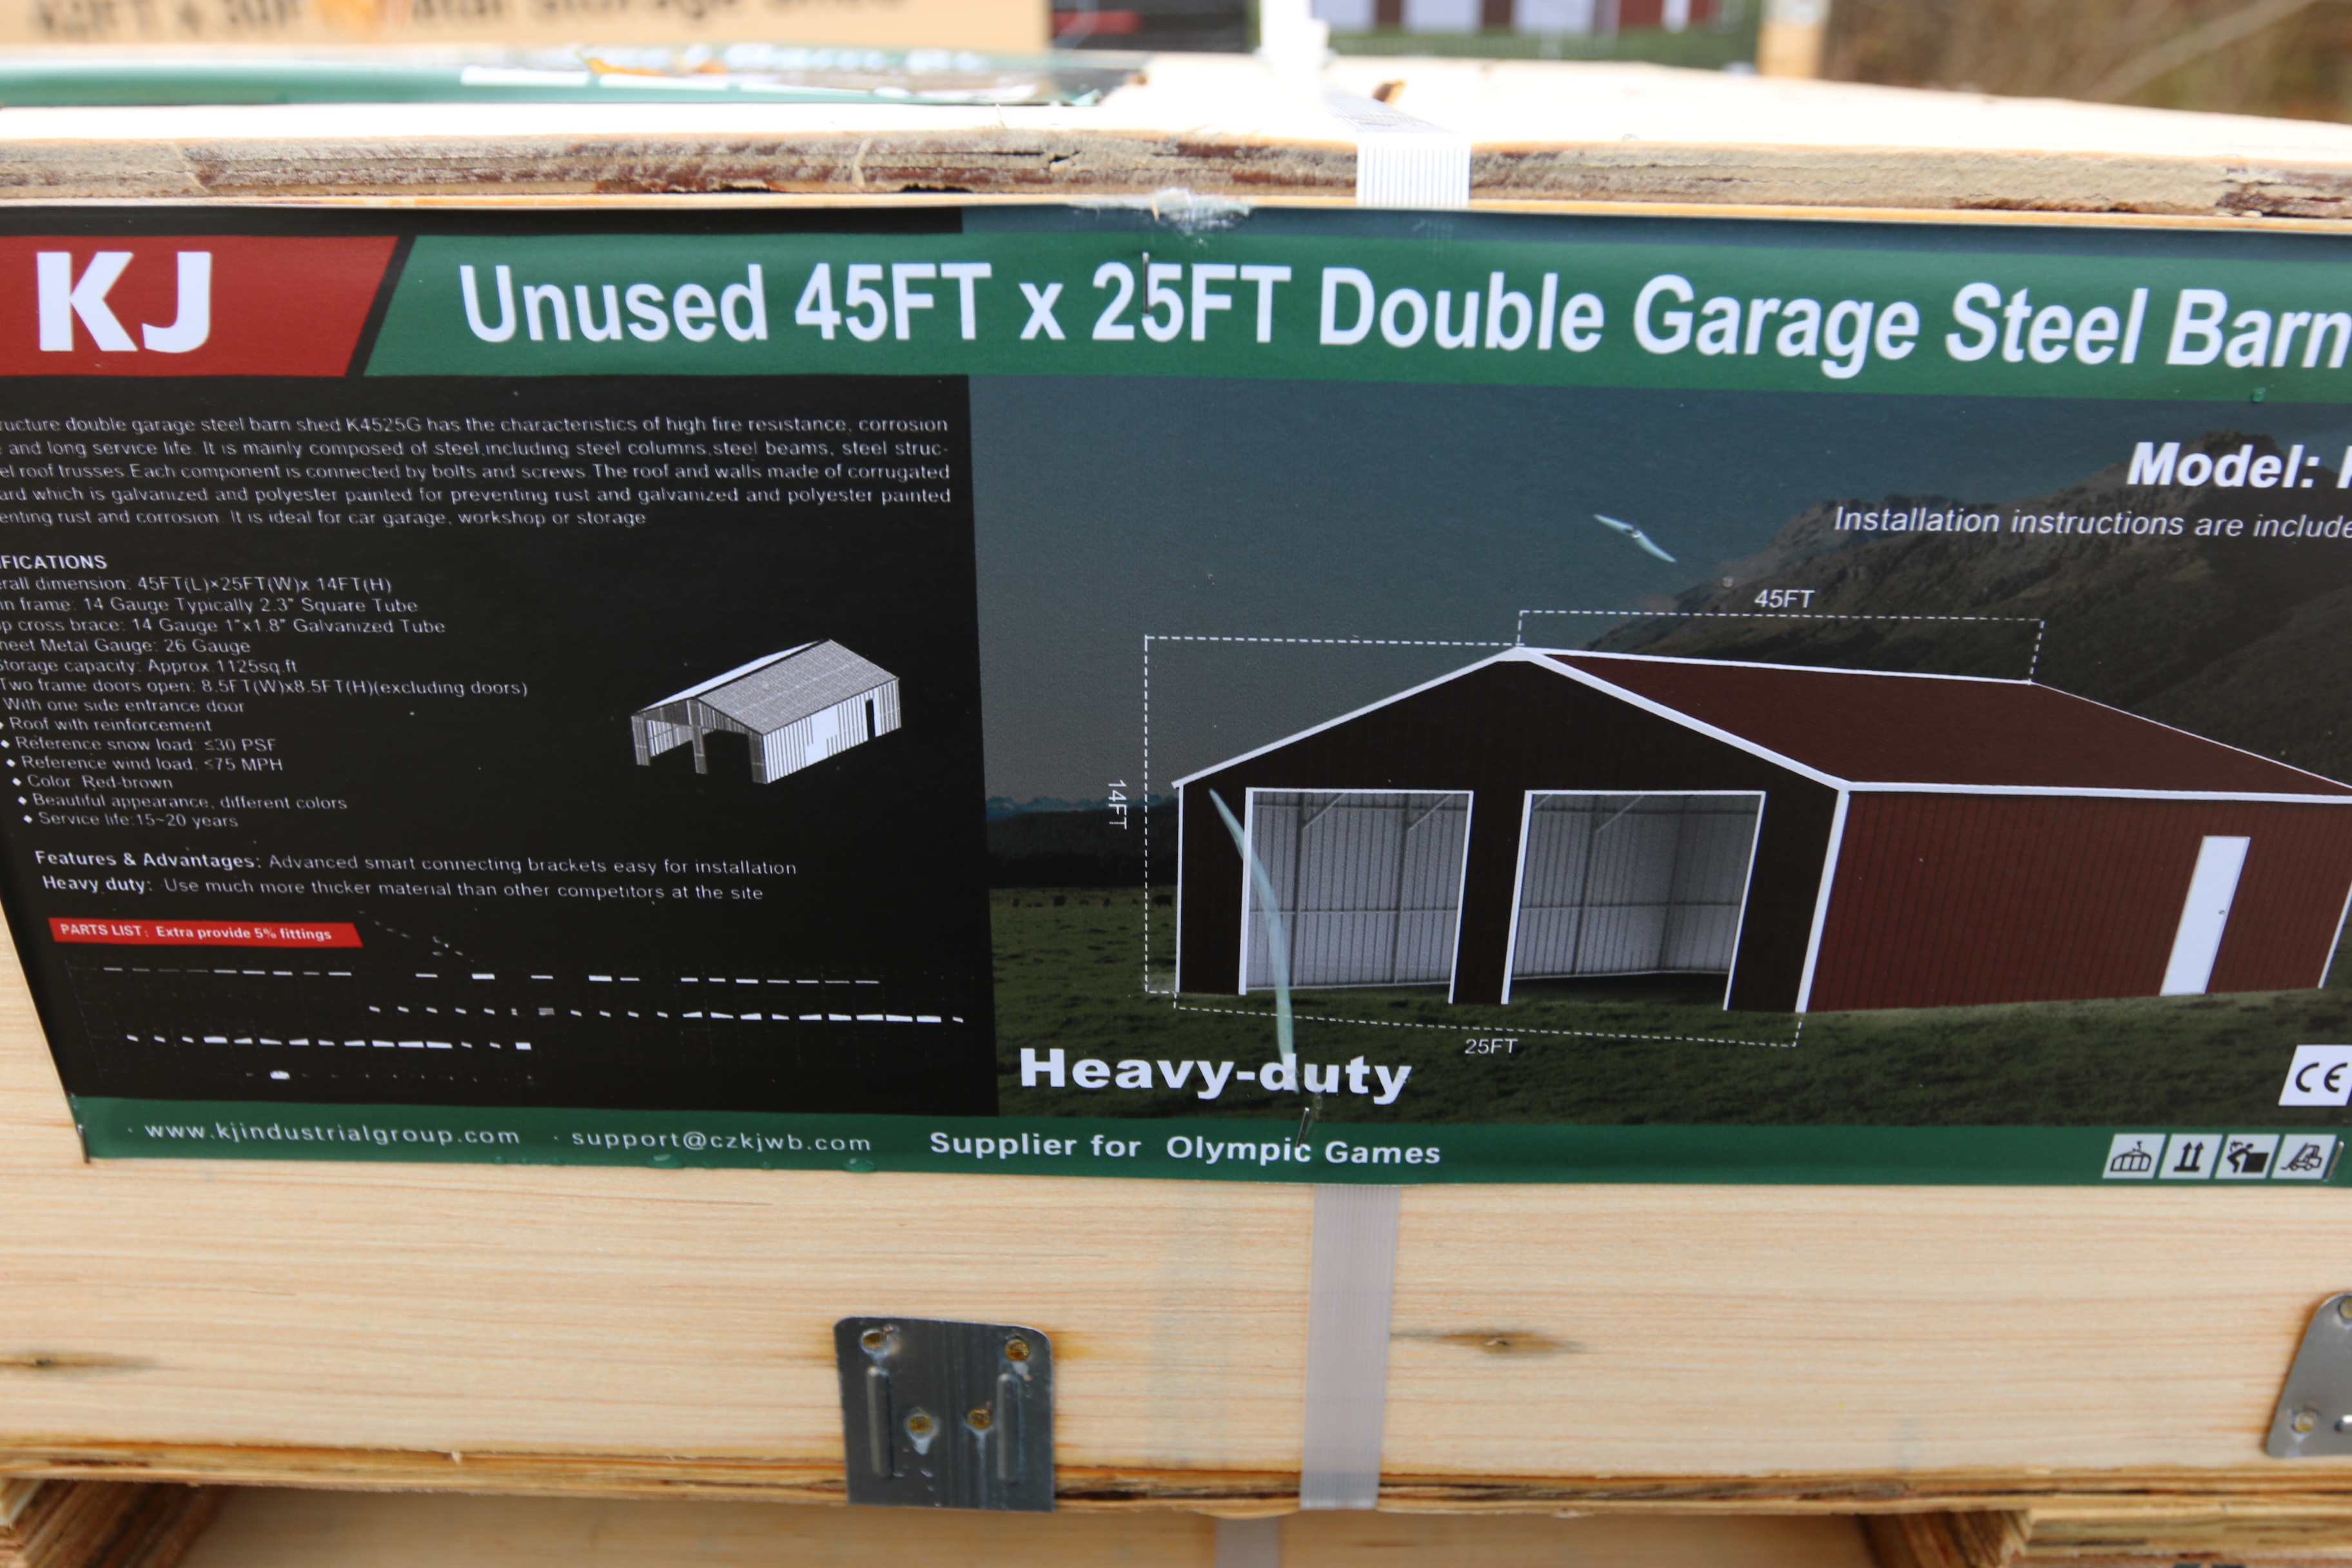 KJ
Unused 45FT x 25FT Double Garage Steel Barn
ructure double garage steel barn shed K4525G has the characteristics of high fire resistance, corrosion
and long service life. It is mainly composed of steel,including steel columns,steel beams, steel struc-
el roof trusses.Each component is connected by bolts and screws.The roof and walls made of corrugated
ard which is galvanized and polyester painted for preventing rust and galvanized and polyester painted
enting rust and corrosion. It is ideal for car garage, workshop or storage
IFICATIONS
erall dimension: 45FT(L)×25FT(W)x 14FT(H)
in frame: 14 Gauge Typically 2.3" Square Tube
p cross brace: 14 Gauge 1"x1.8" Galvanized Tube
heet Metal Gauge: 26 Gauge
Storage capacity: Approx.1125sq.ft
Two frame doors open: 8.5FT(W)x8.5FT(H)(excluding doors)
With one side entrance door
Roof with reinforcement
◆ Reference snow load: ≤30 PSF
◆ Reference wind load: ≤75 MPH
◆ Color: Red-brown
◆ Beautiful appearance, different colors
◆ Service life:15~20 years
Features & Advantages: Advanced smart connecting brackets easy for installation
Heavy duty: Use much more thicker material than other competitors at the site
PARTS LIST: Extra provide 5% fittings
Model:
Installation instructions are include
45FT
14FT
25FT
Heavy-duty
CE
www.kjindustrialgroup.com · support@czkjwb.com Supplier for Olympic Games